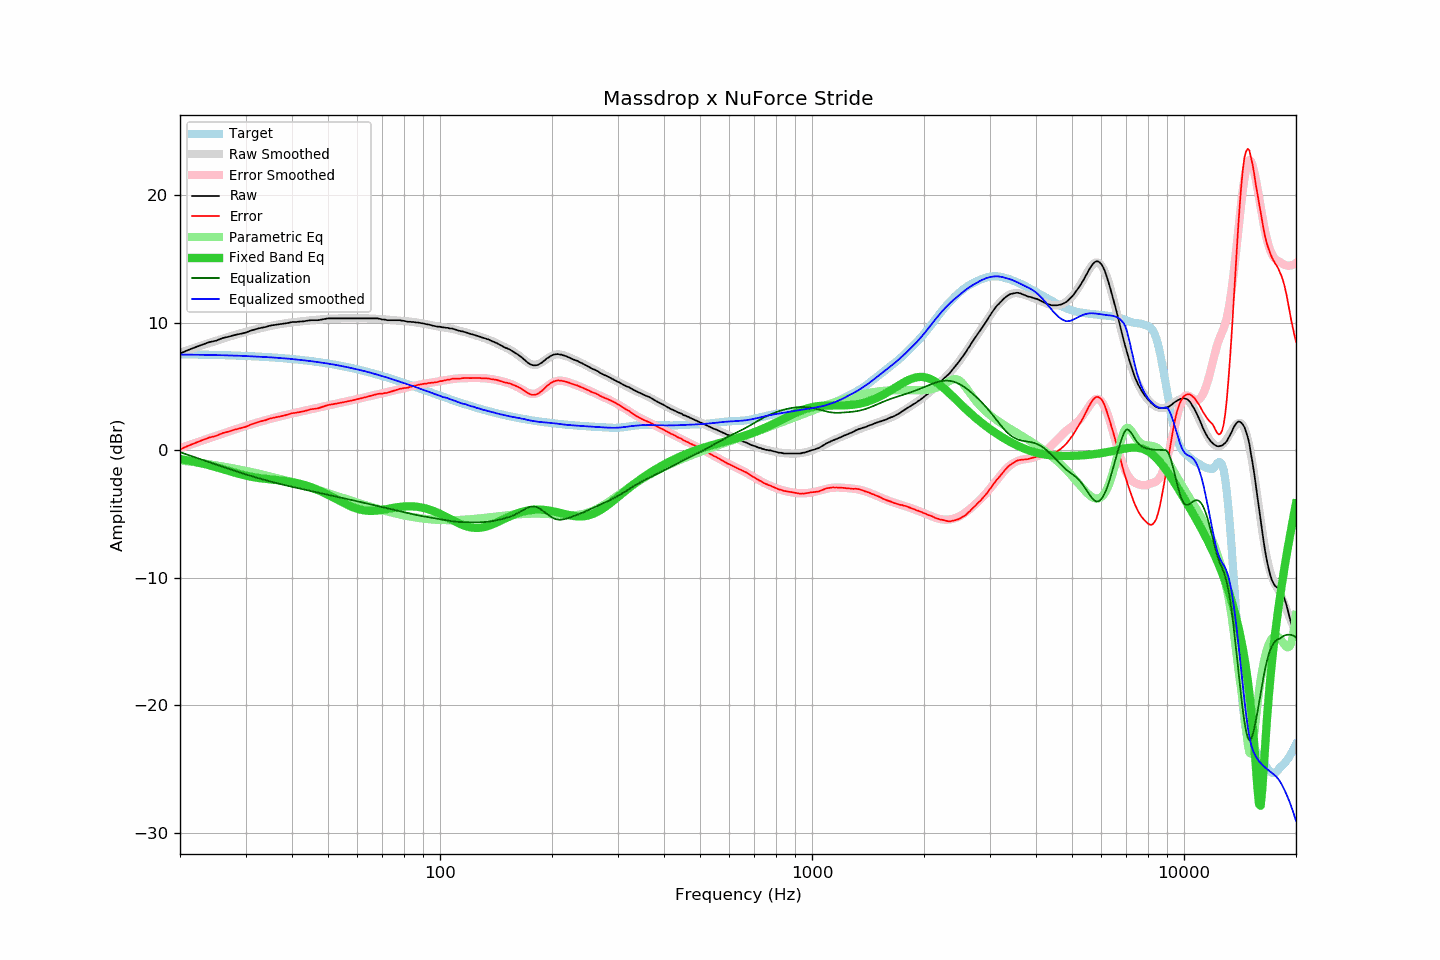 Massdrop x NuForce Stride
Target
Raw Smoothed
Error Smoothed
Raw
Error
Parametric Eq
Fixed Band Eq
Equalization
Equalized smoothed
20
10
0
−10
−20
−30
Amplitude (dBr)
100
1000
10000
Frequency (Hz)